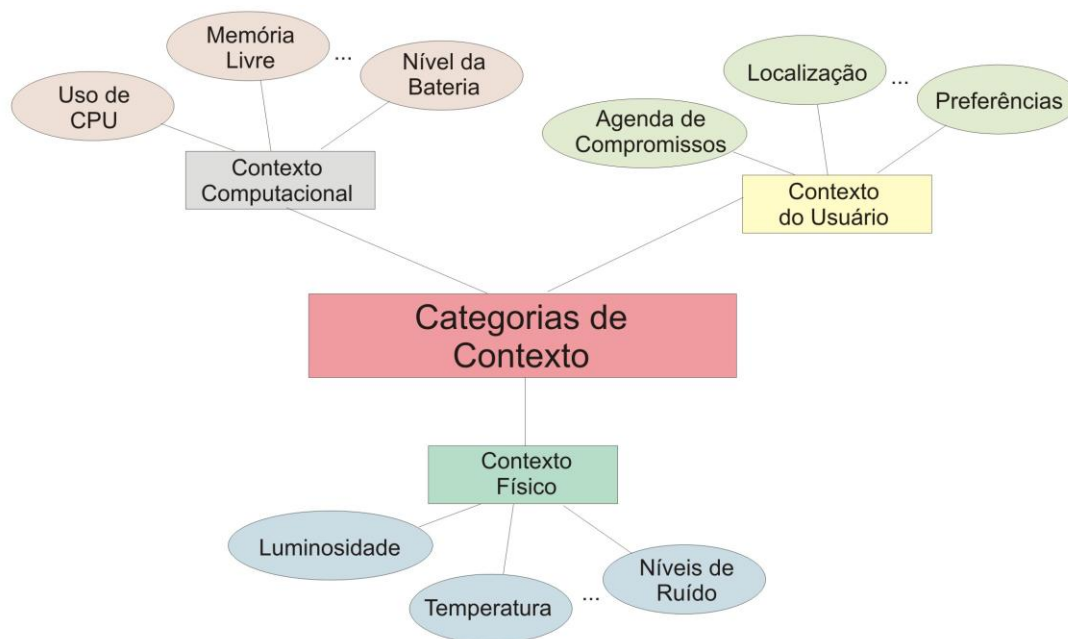 Memória
Livre
...
Nível da
Bateria
Uso de
CPU
Contexto
Computacional
Localização
...
Preferências
Agenda de
Compromissos
Contexto
do Usuário
Categorias de
Contexto
Contexto
Físico
Luminosidade
Temperatura
...
Níveis de
Ruído